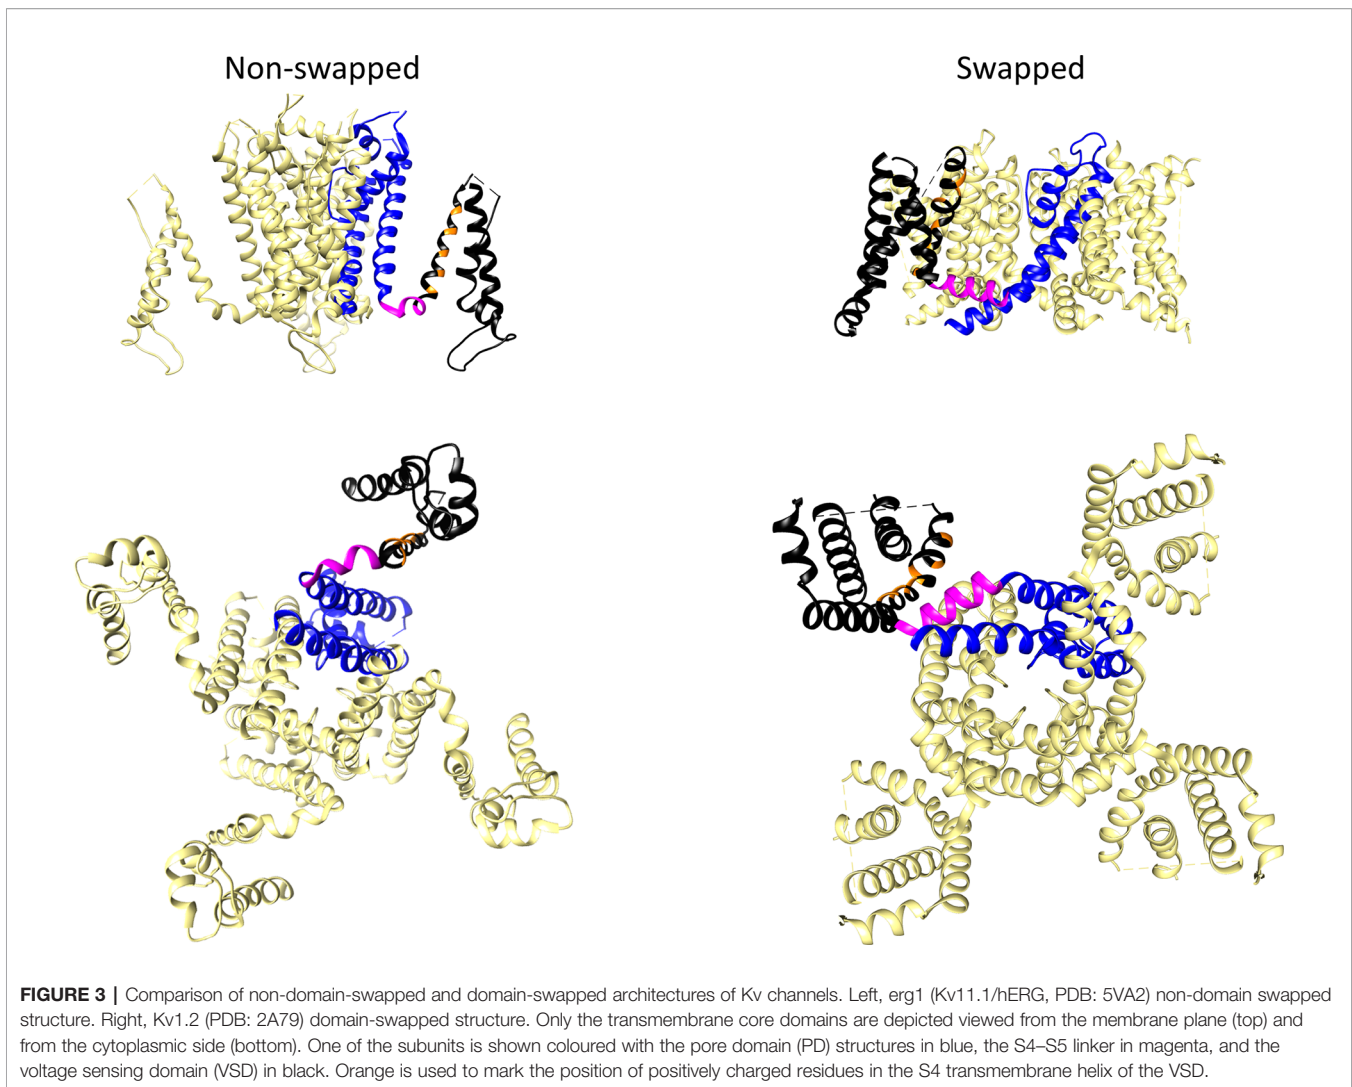 Non-swapped
Swapped
FIGURE 3 | Comparison of non-domain-swapped and domain-swapped architectures of Kv channels. Left, erg1 (Kv11.1/hERG, PDB: 5VA2) non-domain swapped
structure. Right, Kv1.2 (PDB: 2A79) domain-swapped structure. Only the transmembrane core domains are depicted viewed from the membrane plane (top) and
from the cytoplasmic side (bottom). One of the subunits is shown coloured with the pore domain (PD) structures in blue, the S4–S5 linker in magenta, and the
voltage sensing domain (VSD) in black. Orange is used to mark the position of positively charged residues in the S4 transmembrane helix of the VSD.